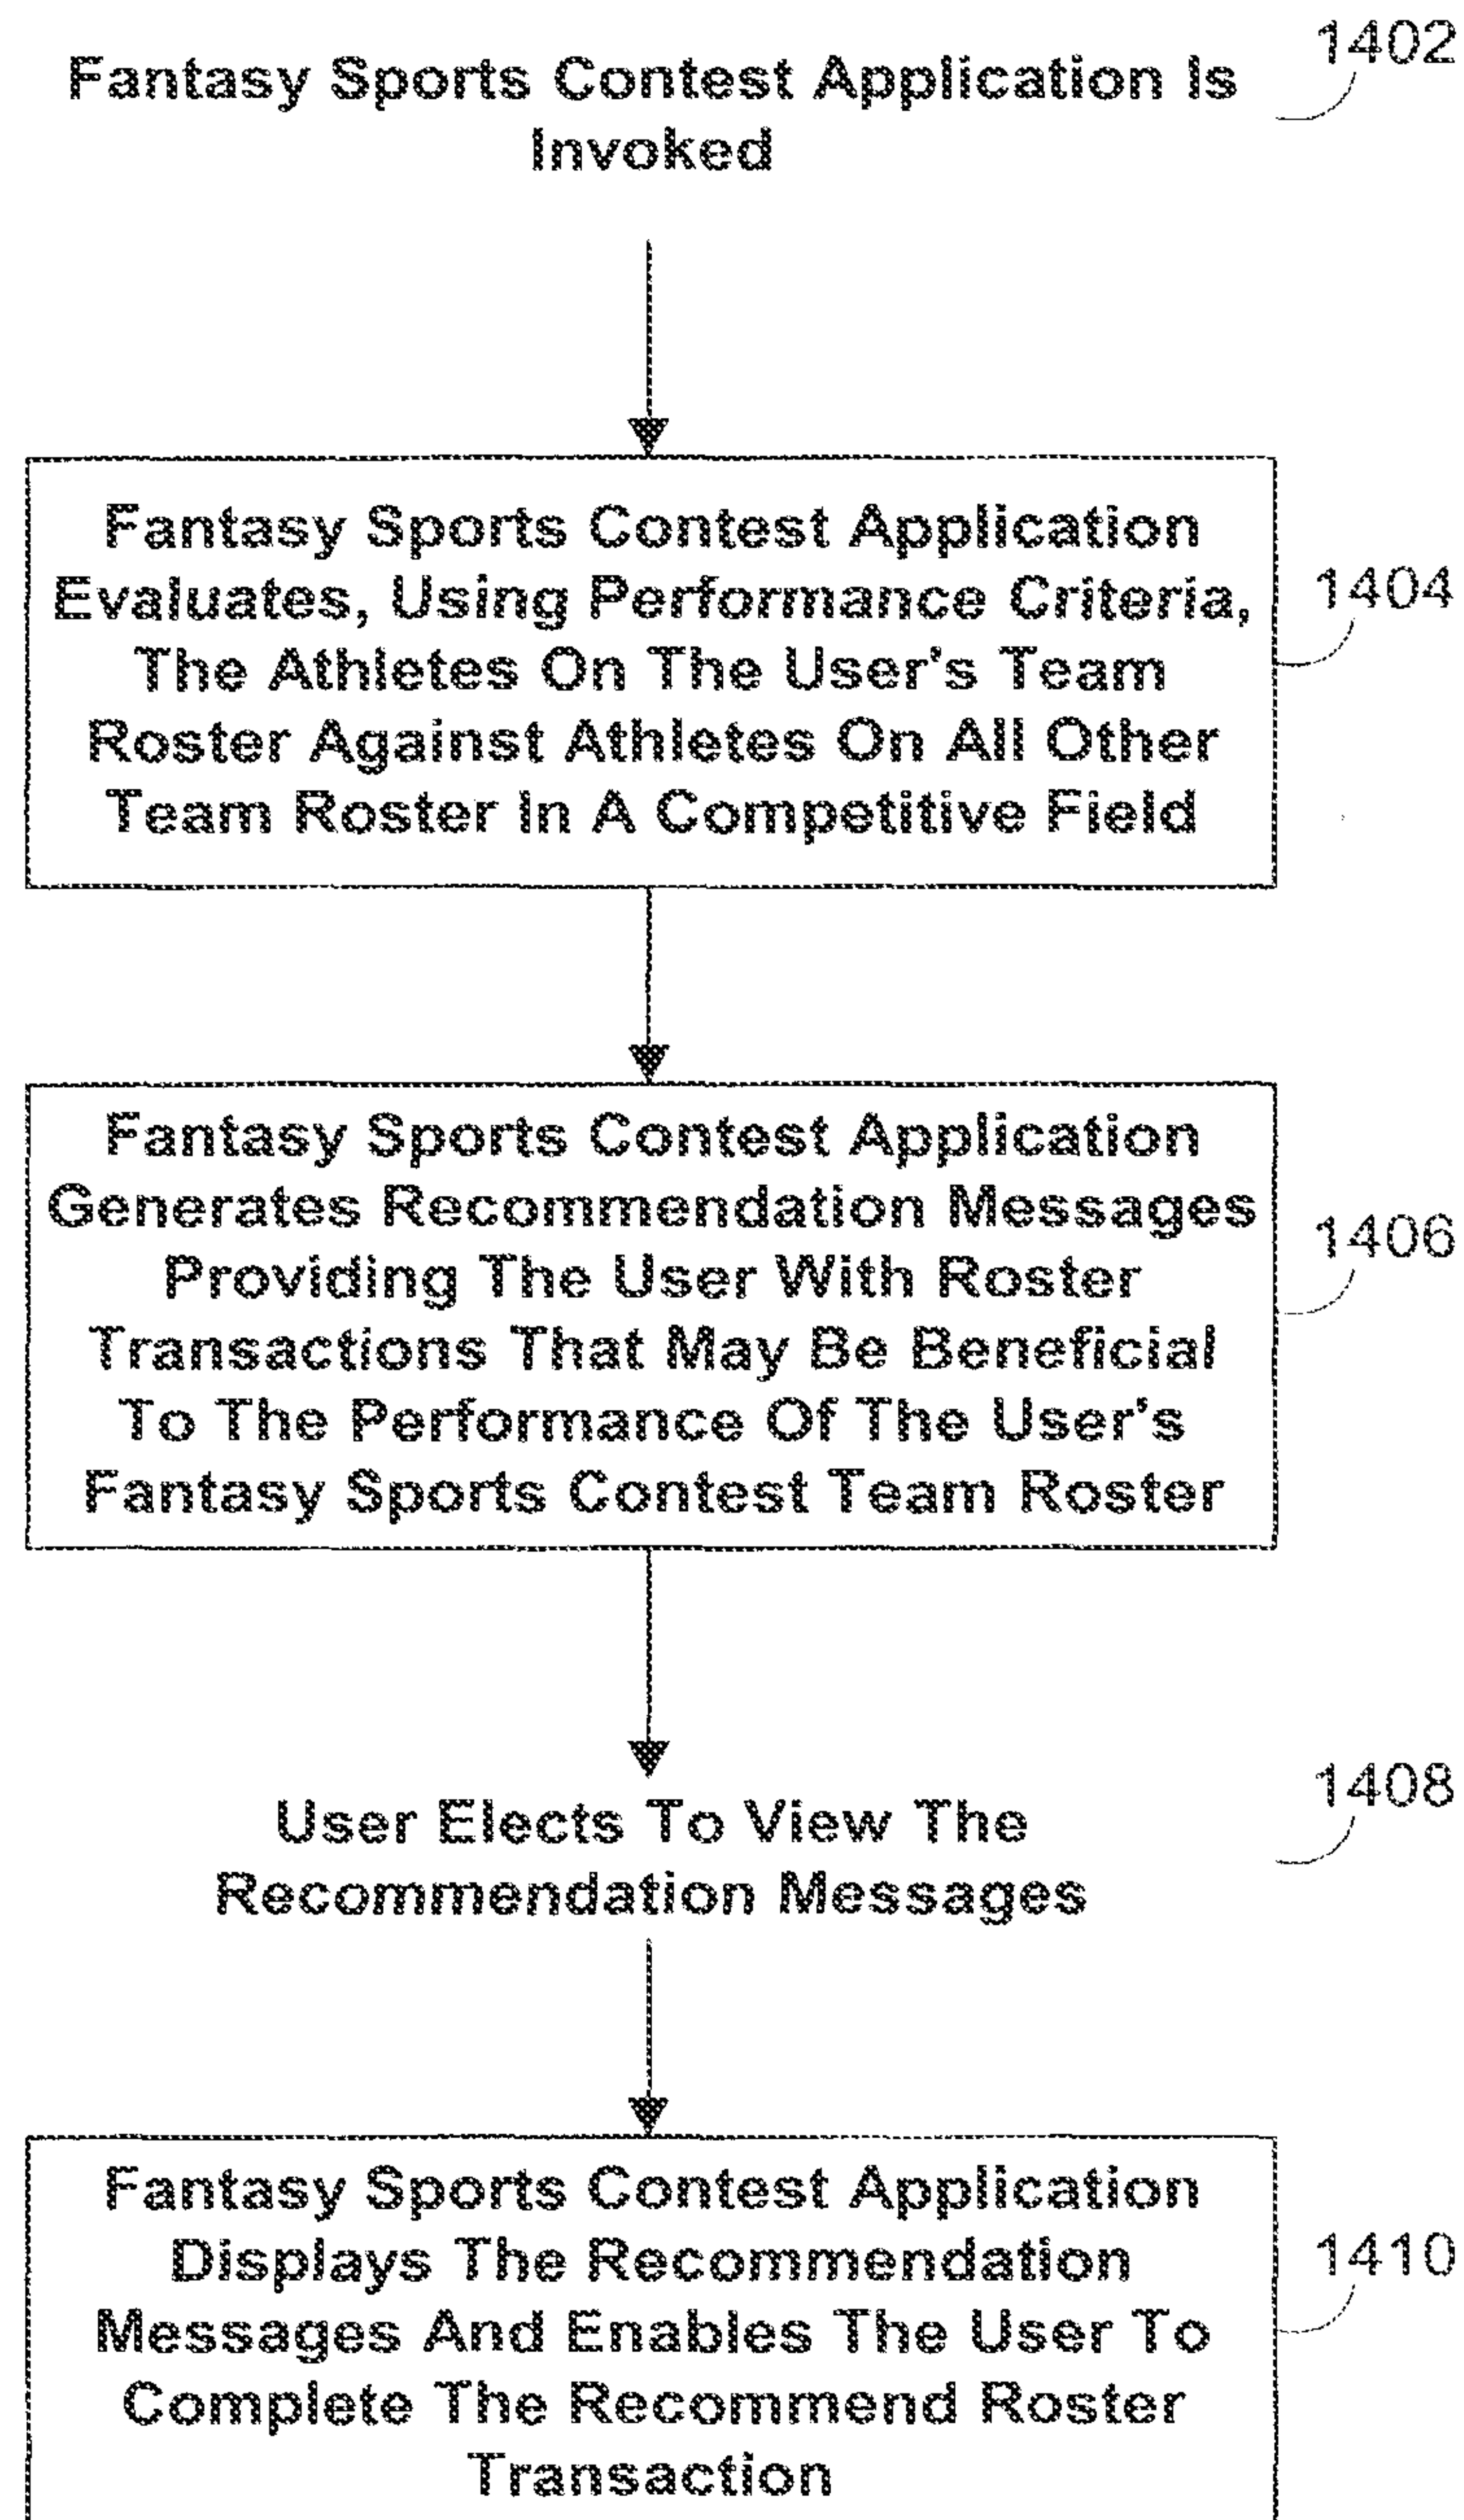 1402
Fantasy Sports Contest Application Is
Invoked
Fantasy Sports Contest Application
Evaluates, Using Performance Criteria,
1404
The Athletes On The User's Team
Roster Against Athletes On All Other
Team Roster In A Competitive Field
Fantasy Sports Contest Application
Generates Recommendation Messages
1406
Providing The User With Roster
Transactions That May Be Beneficial
To The Performance Of The User's
Fantasy Sports Contest Team Roster
1408
User Elects To View The
Recommendation Messages
Fantasy Sports Contest Application
Displays The Recommendation
1410
Messages And Enables The User To
Complete The Recommend Roster
Transaction